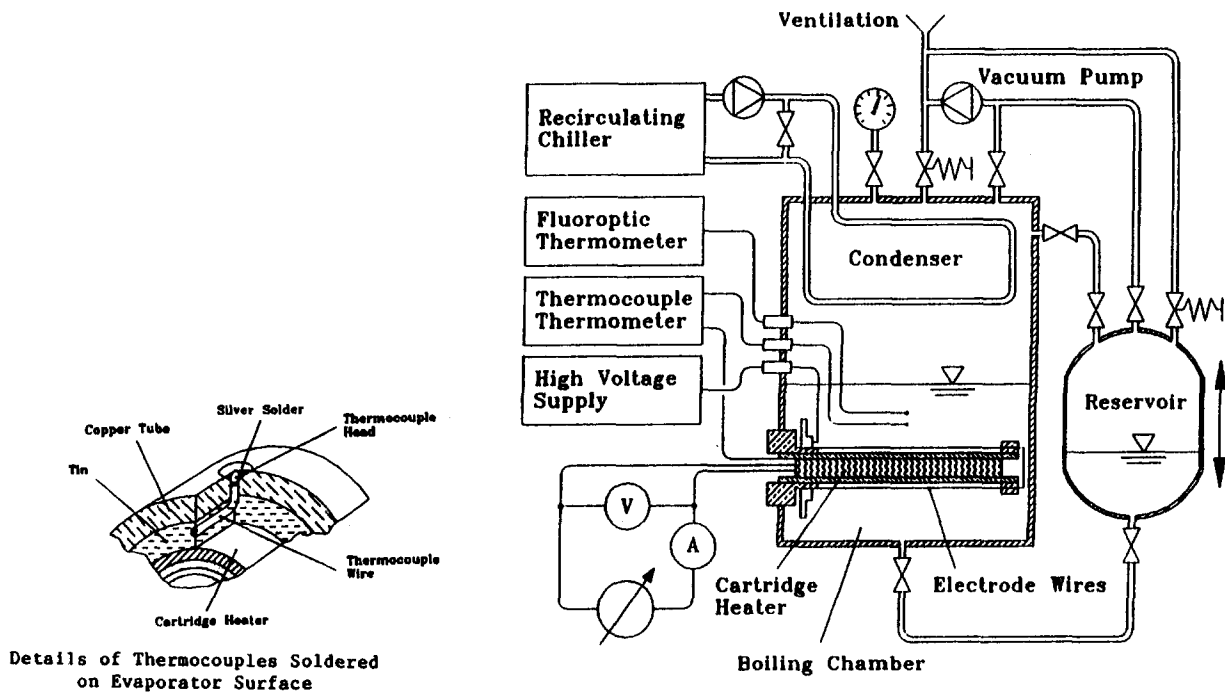 Ventilation
Vacuum Pump
Recirculating
Chiller
Fluoroptic
Thermometer
Condenser
Thermocouple
Thermometer
High Voltage
Supply
Reservoir
V
A
Cartridge
Heater
Electrode Wires
Boiling Chamber
Silver Solder
Thermocouple
Head
Copper Tube
Tin
Thermocouple
Wire
Cartridge Heater
Details of Thermocouples Soldered
on Evaporator Surface